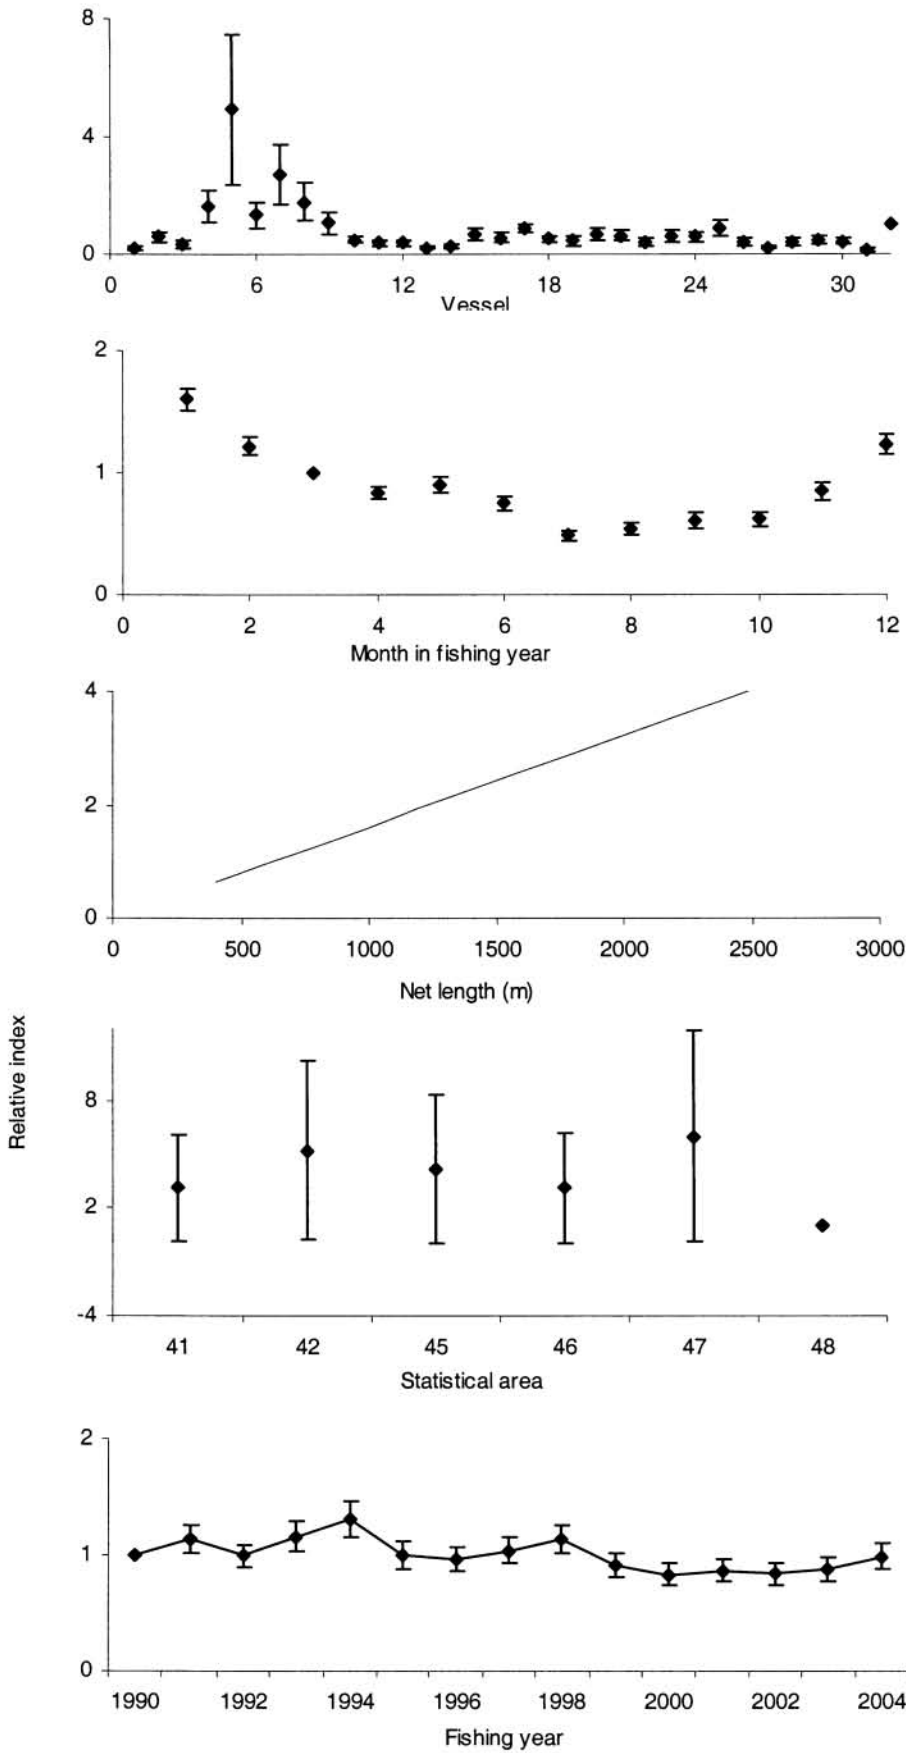 8
4
0
0 6 12 18 24 30
Vessel
2
1
0
0 2 4 6 8 10 12
Month in fishing year
4
2
0
0 500 1000 1500 2000 2500 3000
Net length (m)
Relative index
8
2
-4
41 42 45 46 47 48
Statistical area
2
1
0
1990 1992 1994 1996 1998 2000 2002 2004
Fishing year